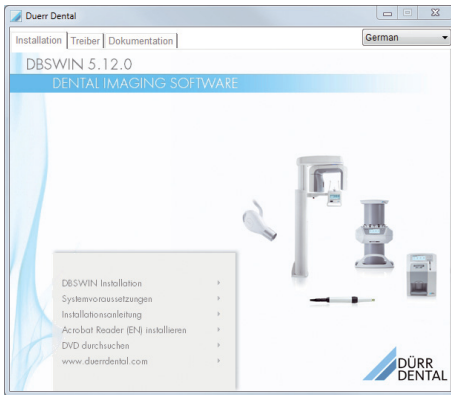 Duerr Dental
Installation Treiber Dokumentation German
DBSWIN 5.12.0
DENTAL IMAGING SOFTWARE
DBSWIN Installation
Systemvoraussetzungen
Installationsanleitung
Acrobat Reader (EN) installieren
DVD durchsuchen
www.duerrdental.com
DÜRR
DENTAL